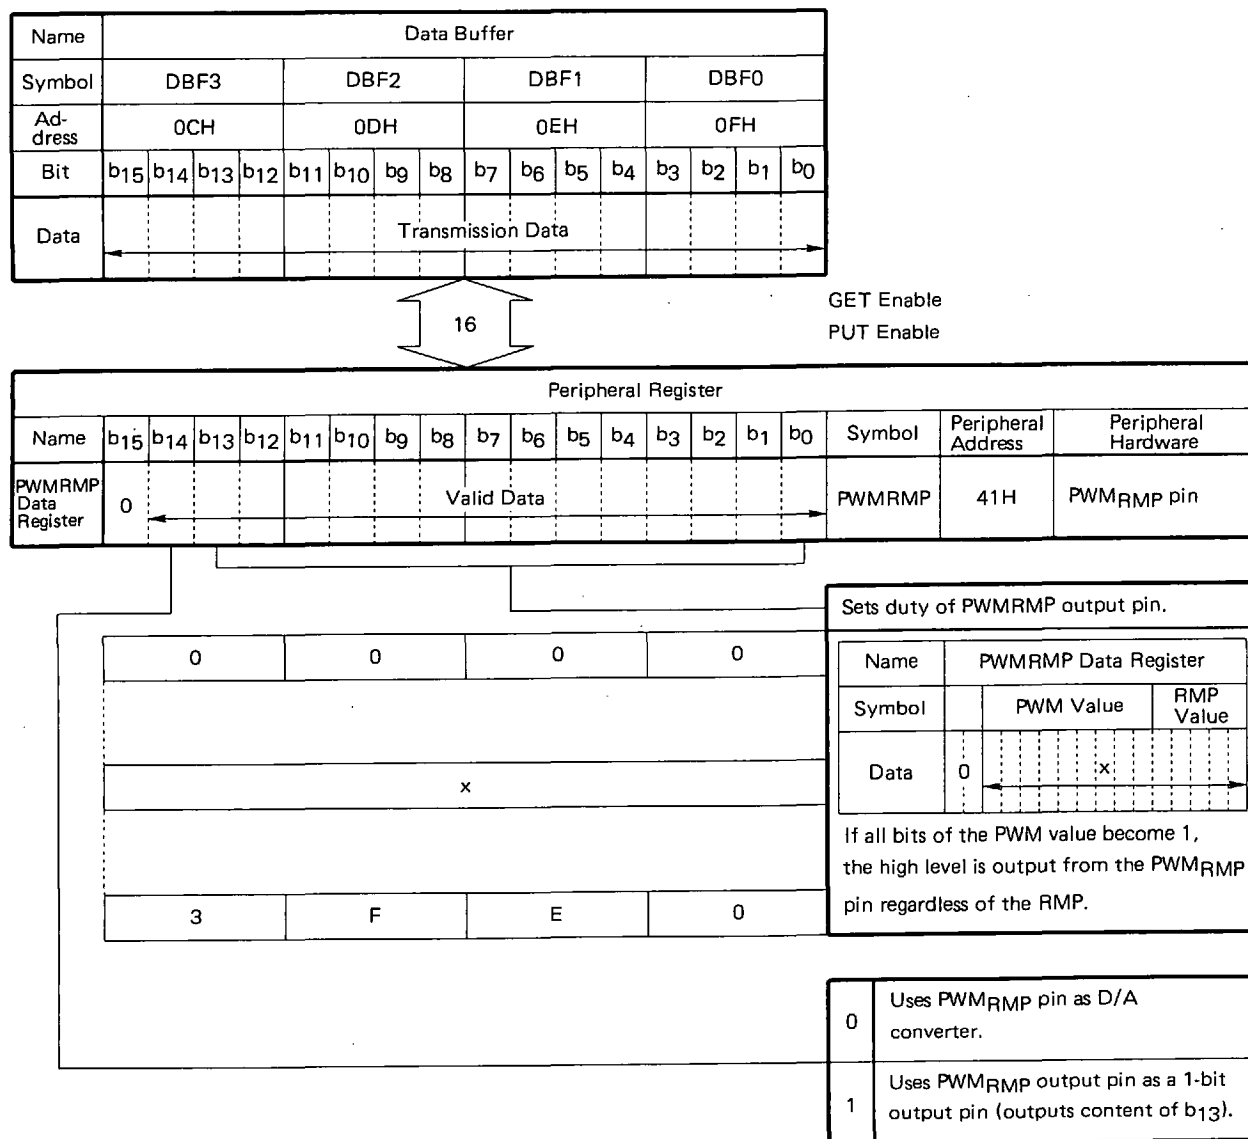 Name Data Buffer
Symbol DBF3 DBF2 DBF1 DBF0
Ad-
dress 0CH 0DH 0EH 0FH
Bit b15 b14 b13 b12 b11 b10 b9 b8 b7 b6 b5 b4 b3 b2 b1 b0
Data Transmission Data
16
GET Enable
PUT Enable
Peripheral Register
Name b15 b14 b13 b12 b11 b10 b9 b8 b7 b6 b5 b4 b3 b2 b1 b0 Symbol Peripheral Address Peripheral Hardware
PWMRMP
Data
Register 0 Valid Data PWMRMP 41H PWMRMP pin
0 0 0 0
x
3 F E 0
Sets duty of PWMRMP output pin.
Name PWMRMP Data Register
Symbol PWM Value RMP Value
Data 0 x
If all bits of the PWM value become 1,
the high level is output from the PWMRMP
pin regardless of the RMP.
0 Uses PWMRMP pin as D/A
converter.
1 Uses PWMRMP output pin as a 1-bit
output pin (outputs content of b13).